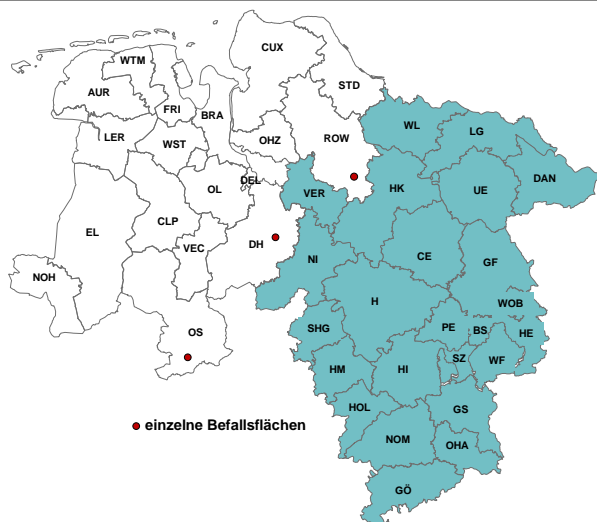 CUX
WTM
STD
AUR
FRI
BRA
WL
LG
LER
WST
OHZ
ROW
DAN
DEL
OL
VER
HK
UE
EL
CLP
VEC
DH
NI
CE
GF
NOH
H
WOB
OS
SHG
PE
BS
HE
HM
HI
SZ
WF
HOL
GS
einzelne Befallsflächen
NOM
OHA
GÖ